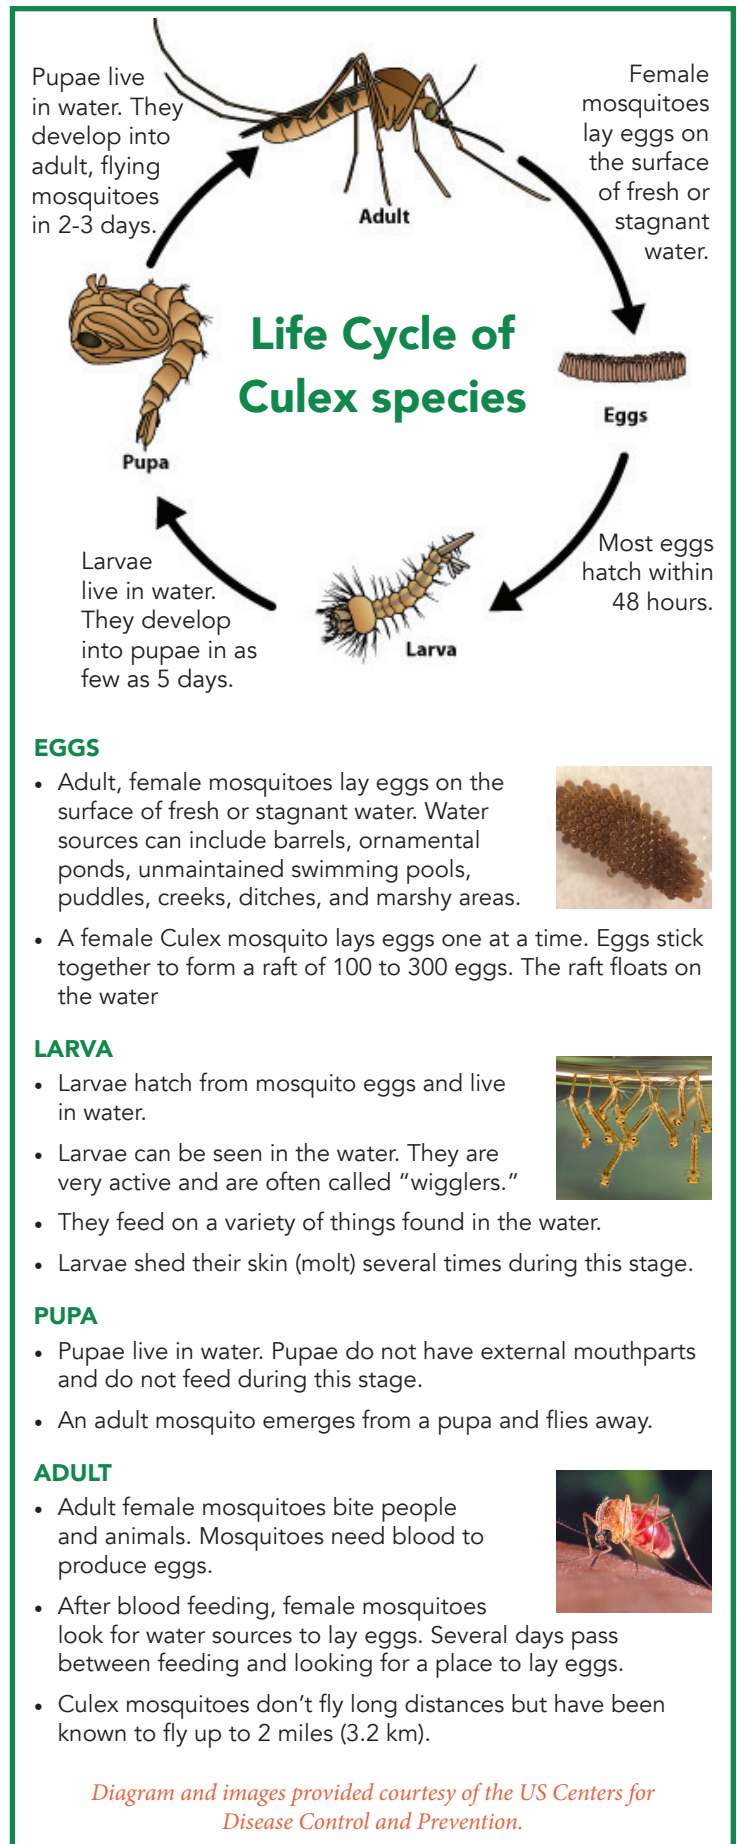 Pupae live
in water. They
develop into
adult, flying
mosquitoes
in 2-3 days.
Female
mosquitoes
lay eggs on
the surface
of fresh or
stagnant
water.
Adult
Life Cycle of
Culex species
Eggs
Pupa
Most eggs
hatch within
48 hours.
Larvae
live in water.
They develop
into pupae in as
few as 5 days.
Larva
EGGS
• Adult, female mosquitoes lay eggs on the
surface of fresh or stagnant water. Water
sources can include barrels, ornamental
ponds, unmaintained swimming pools,
puddles, creeks, ditches, and marshy areas.
• A female Culex mosquito lays eggs one at a time. Eggs stick
together to form a raft of 100 to 300 eggs. The raft floats on
the water
LARVA
• Larvae hatch from mosquito eggs and live
in water.
• Larvae can be seen in the water. They are
very active and are often called “wigglers.”
• They feed on a variety of things found in the water.
• Larvae shed their skin (molt) several times during this stage.
PUPA
• Pupae live in water. Pupae do not have external mouthparts
and do not feed during this stage.
• An adult mosquito emerges from a pupa and flies away.
ADULT
• Adult female mosquitoes bite people
and animals. Mosquitoes need blood to
produce eggs.
• After blood feeding, female mosquitoes
look for water sources to lay eggs. Several days pass
between feeding and looking for a place to lay eggs.
• Culex mosquitoes don’t fly long distances but have been
known to fly up to 2 miles (3.2 km).
Diagram and images provided courtesy of the US Centers for
Disease Control and Prevention.